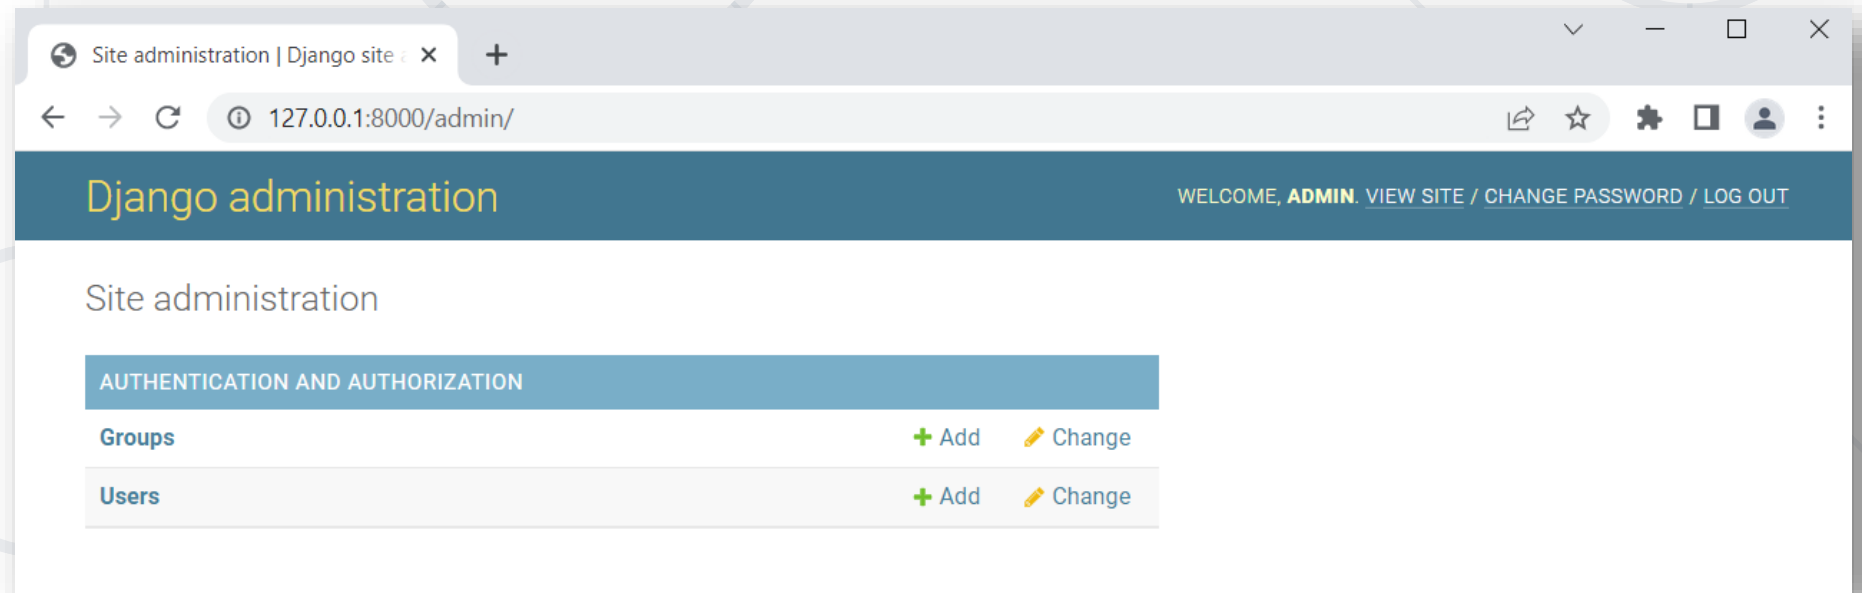 Site administration | Django site a
127.0.0.1:8000/admin/
Django administration
WELCOME, ADMIN. VIEW SITE / CHANGE PASSWORD / LOG OUT
Site administration
AUTHENTICATION AND AUTHORIZATION
Groups Add Change
Users Add Change